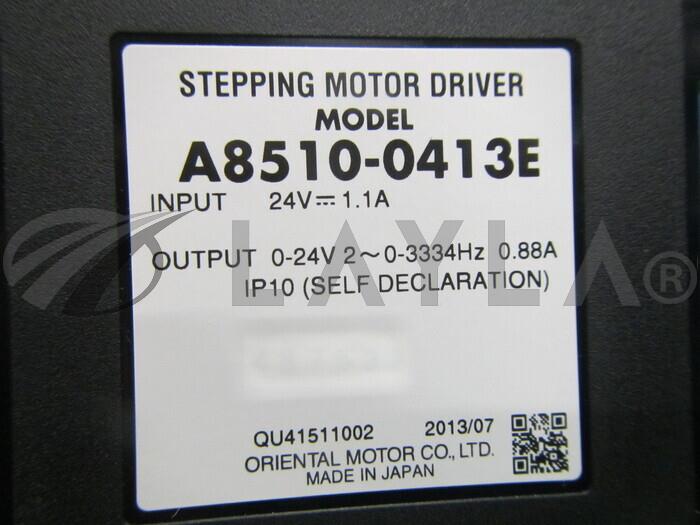 STEPPING MOTOR DRIVER
MODEL
A8510-0413E
INPUT 24V⎓1.1A
OUTPUT 0-24V 2〜0-3334Hz 0.88A
IP10 (SELF DECLARATION)
LAYLA®
QU41511002 2013/07
ORIENTAL MOTOR CO., LTD.
MADE IN JAPAN